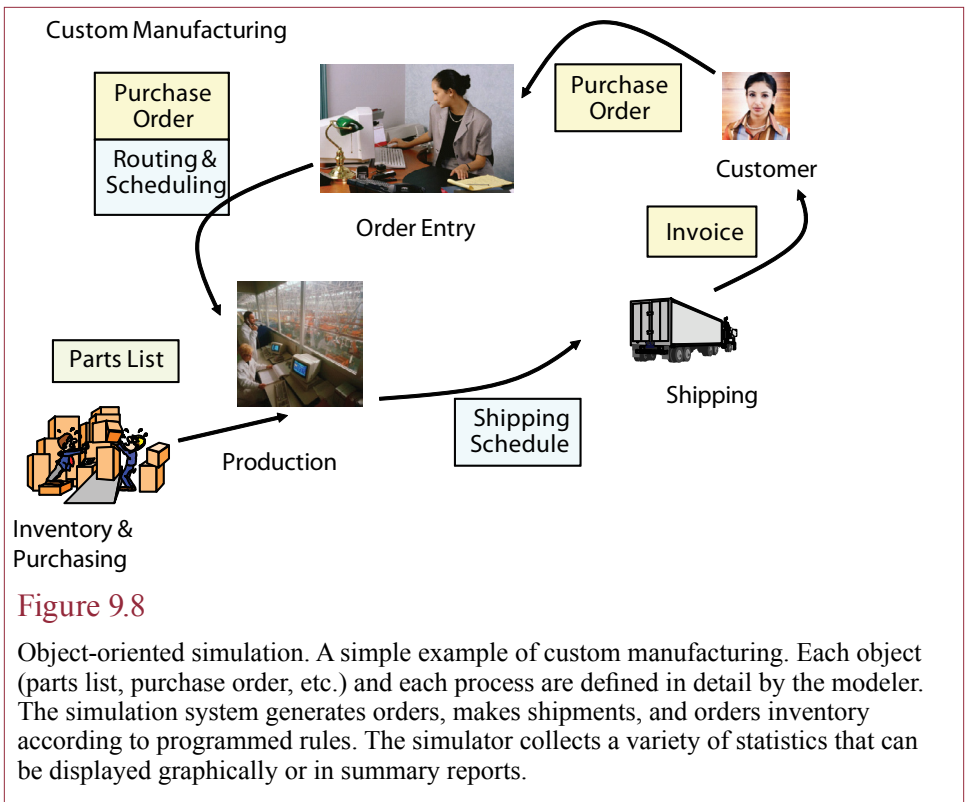 Custom Manufacturing
Purchase
Order
Routing &
Scheduling
Order Entry
Purchase
Order
Customer
Invoice
Parts List
Production
Shipping
Schedule
Shipping
Inventory &
Purchasing
Figure 9.8
Object-oriented simulation. A simple example of custom manufacturing. Each object
(parts list, purchase order, etc.) and each process are defined in detail by the modeler.
The simulation system generates orders, makes shipments, and orders inventory
according to programmed rules. The simulator collects a variety of statistics that can
be displayed graphically or in summary reports.